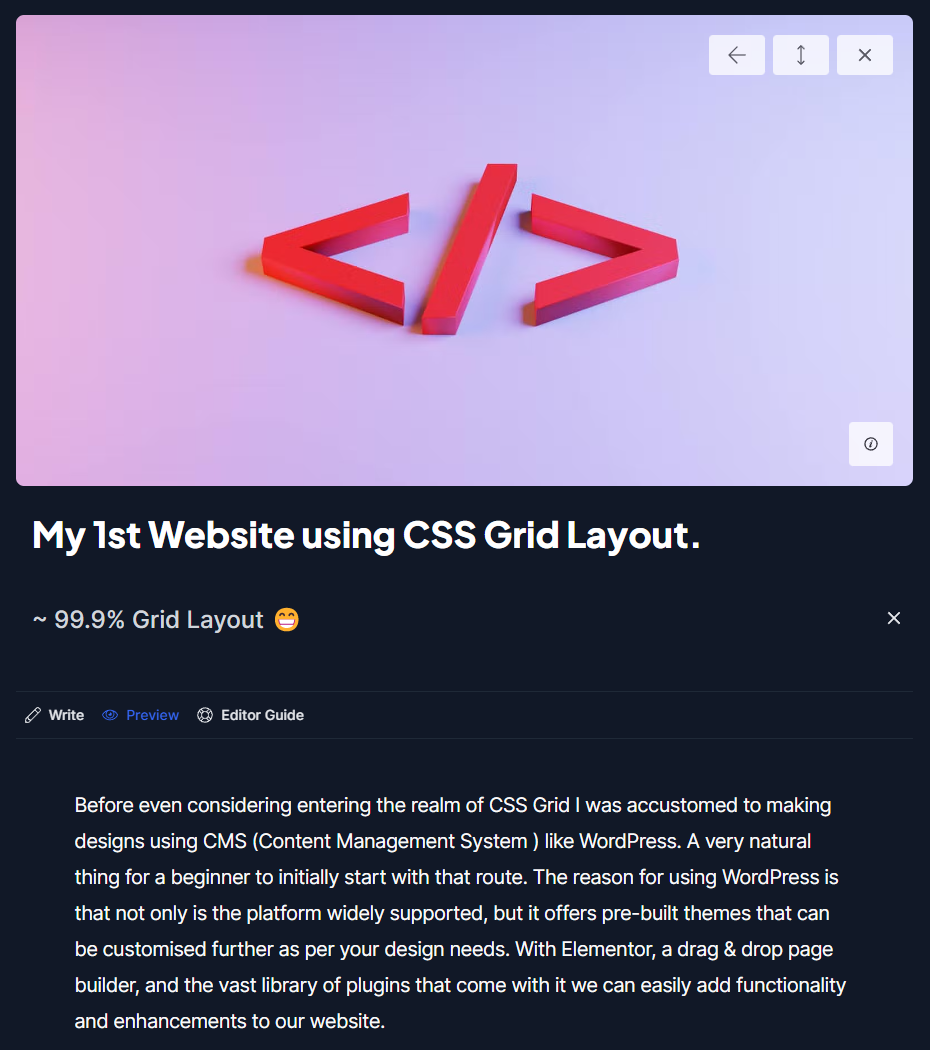 My 1st Website using CSS Grid Layout.
~ 99.9% Grid Layout 😁
Write Preview Editor Guide
Before even considering entering the realm of CSS Grid I was accustomed to making
designs using CMS (Content Management System ) like WordPress. A very natural
thing for a beginner to initially start with that route. The reason for using WordPress is
that not only is the platform widely supported, but it offers pre-built themes that can
be customised further as per your design needs. With Elementor, a drag & drop page
builder, and the vast library of plugins that come with it we can easily add functionality
and enhancements to our website.